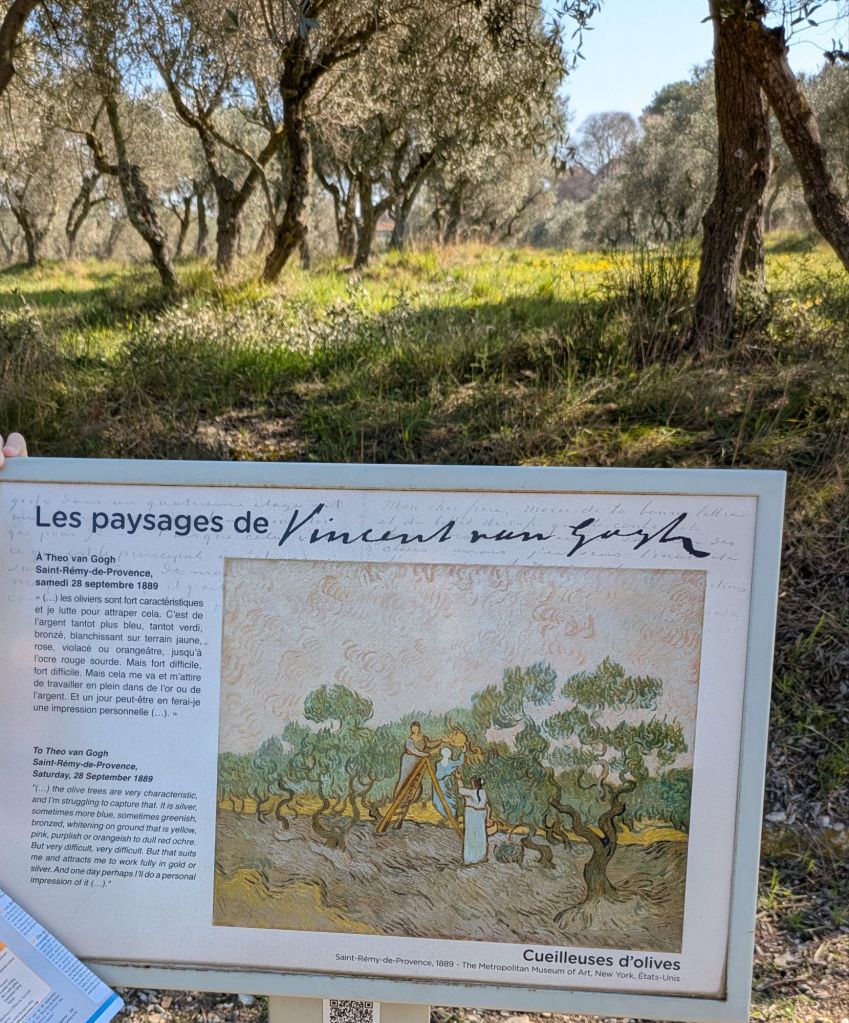 Les paysages de Vincent van Gogh
À Theo van Gogh
Saint-Rémy-de-Provence,
samedi 28 septembre 1889
« (…) les oliviers sont fort caractéristiques
et je lutte pour attraper cela. C'est de
l'argent tantot plus bleu, tantot verdi,
bronzé, blanchissant sur terrain jaune,
rose, violacé ou orangeâtre, jusqu'à
l'ocre rouge sourde. Mais fort difficile,
fort difficile. Mais cela me va et m'attire
de travailler en plein dans de l'or ou de
l'argent. Et un jour peut-être en ferai-je
une impression personnelle (…). »
To Theo van Gogh
Saint-Rémy-de-Provence,
Saturday, 28 September 1889
"(…) the olive trees are very characteristic,
and I'm struggling to capture that. It is silver,
sometimes more blue, sometimes greenish,
bronzed, whitening on ground that is yellow,
pink, purplish or orangeish to dull red ochre.
But very difficult, very difficult. But that suits
me and attracts me to work fully in gold or
silver. And one day perhaps I'll do a personal
impression of it (…)."
Cueilleuses d'olives
Saint-Rémy-de-Provence, 1889 - The Metropolitan Museum of Art, New York, États-Unis